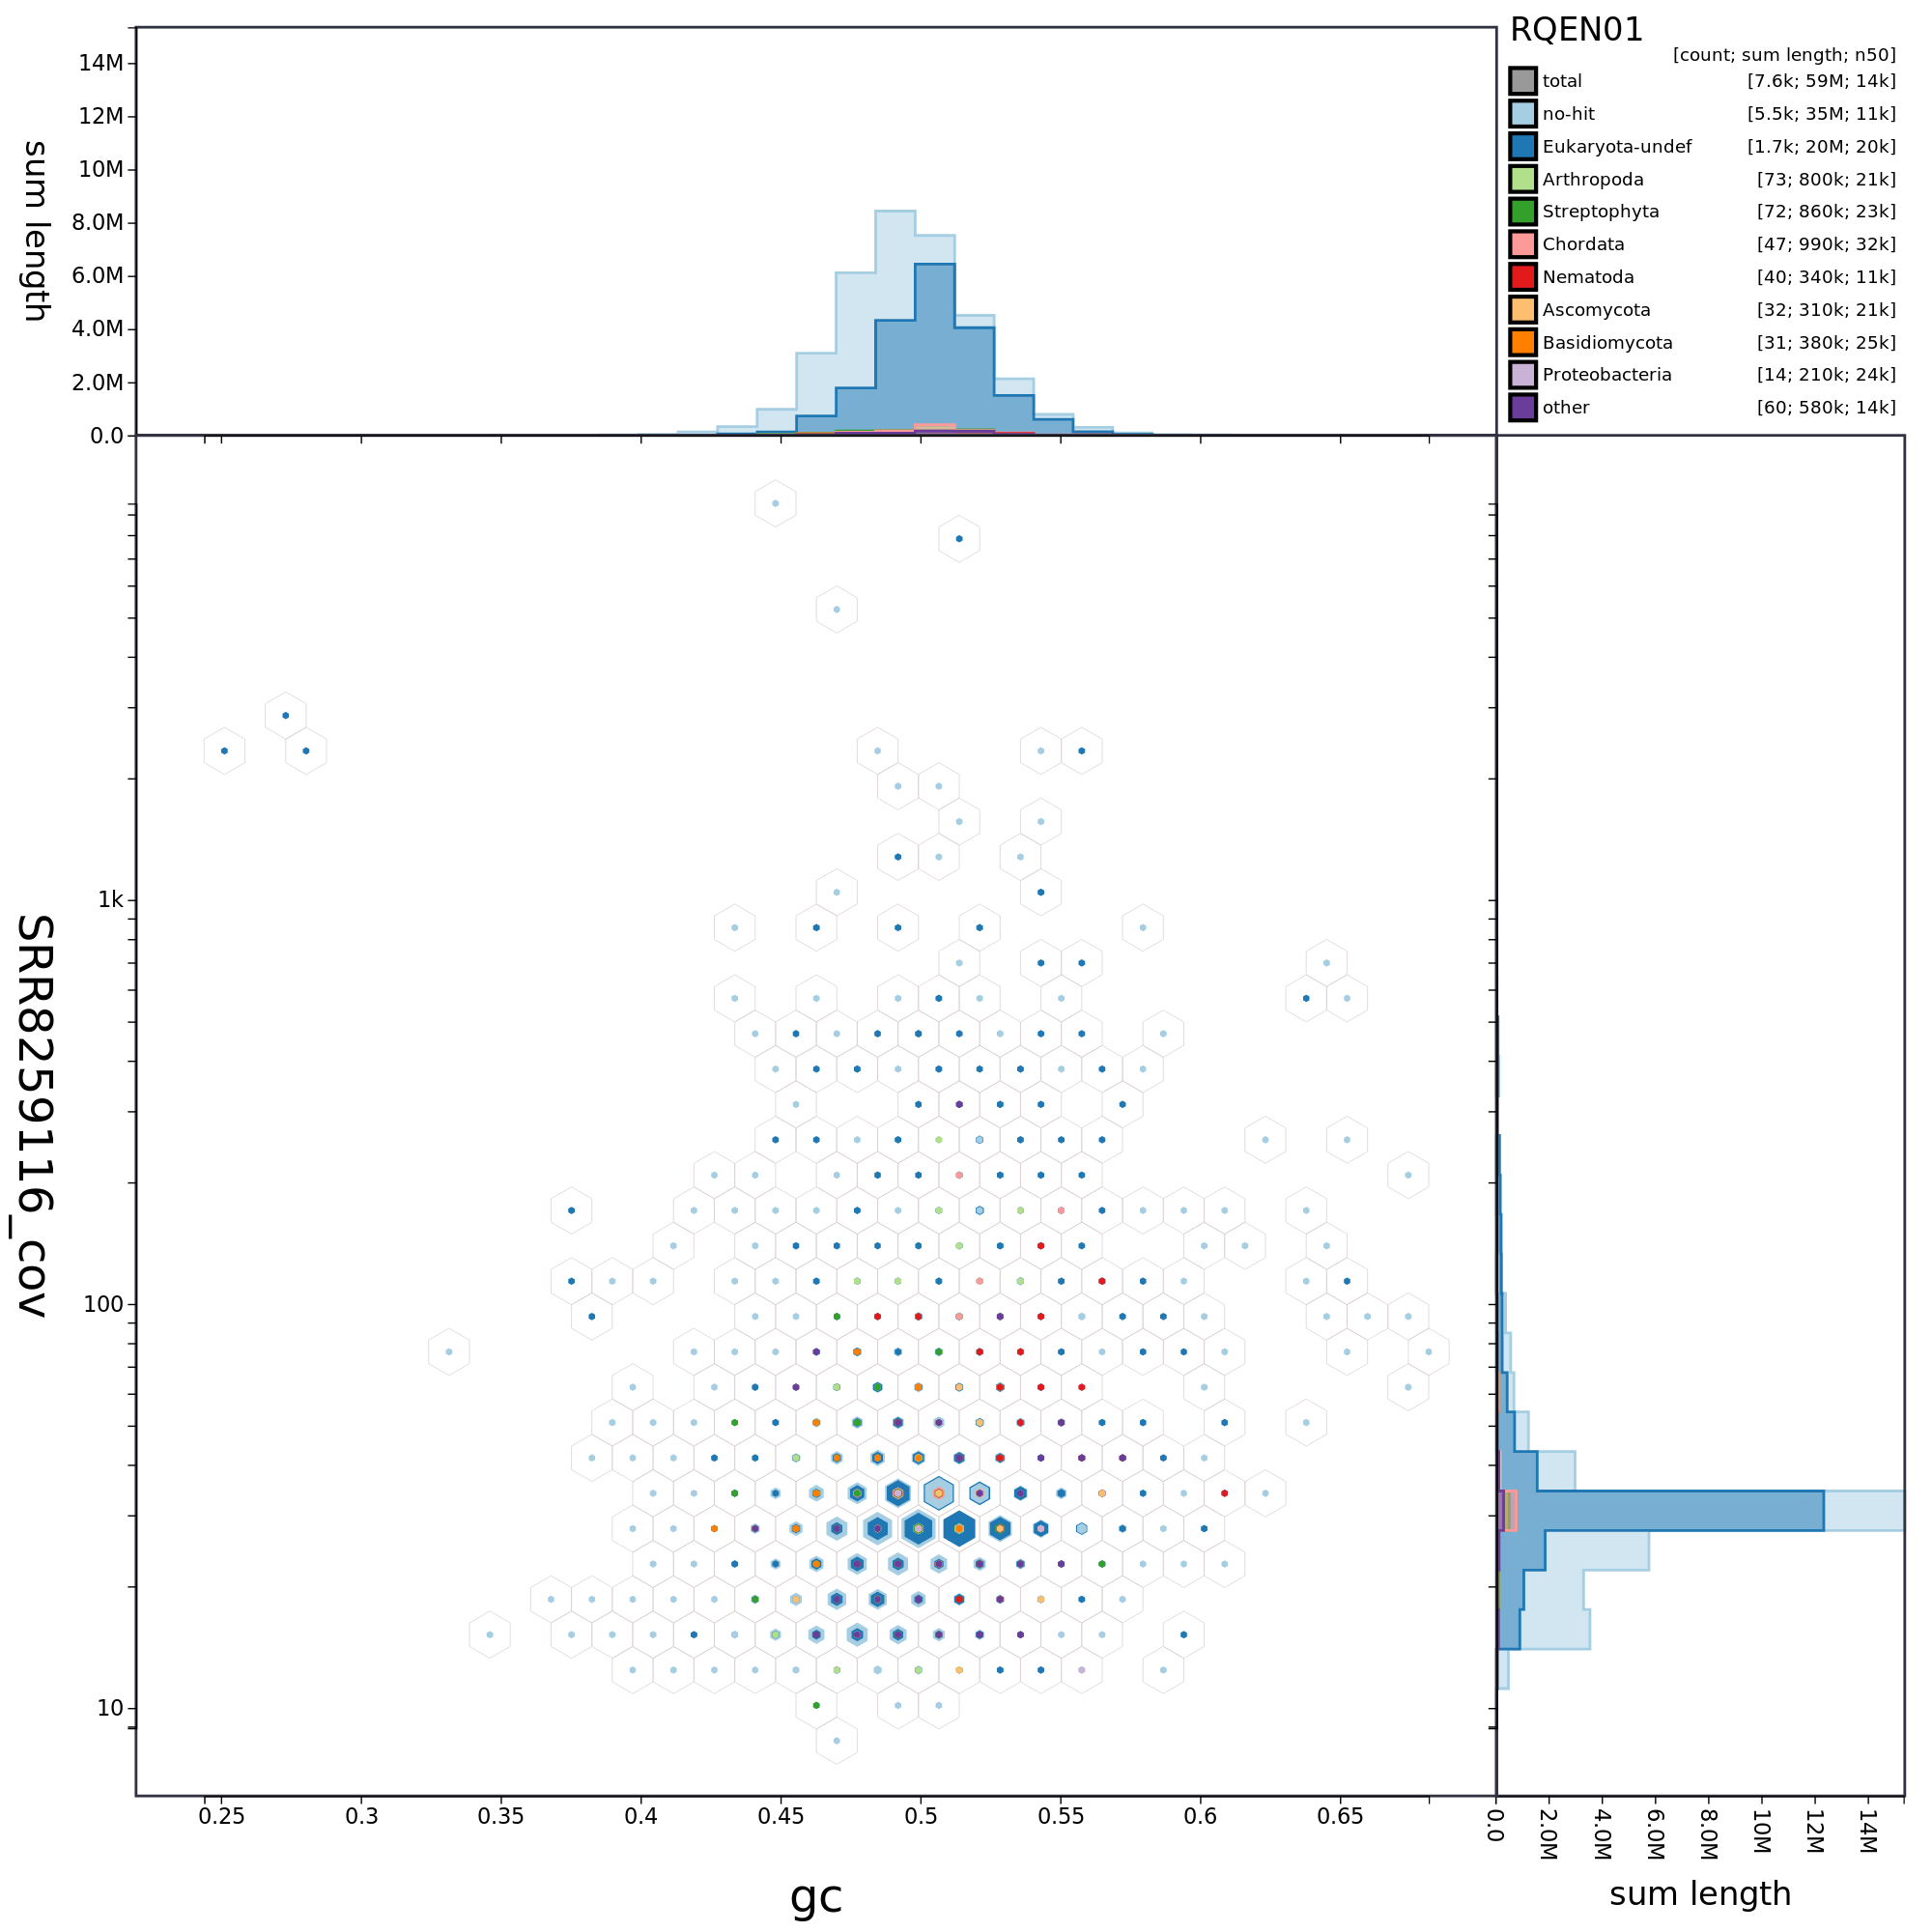 RQEN01
[count; sum length; n50]
total [7.6k; 59M; 14k]
no-hit [5.5k; 35M; 11k]
Eukaryota-undef [1.7k; 20M; 20k]
Arthropoda [73; 800k; 21k]
Streptophyta [72; 860k; 23k]
Chordata [47; 990k; 32k]
Nematoda [40; 340k; 11k]
Ascomycota [32; 310k; 21k]
Basidiomycota [31; 380k; 25k]
Proteobacteria [14; 210k; 24k]
other [60; 580k; 14k]
sum length
14M
12M
10M
8.0M
6.0M
4.0M
2.0M
0.0
SRR8259116_cov
1k
100
10
0.25 0.3 0.35 0.4 0.45 0.5 0.55 0.6 0.65
gc
0.0 2.0M 4.0M 6.0M 8.0M 10M 12M 14M
sum length